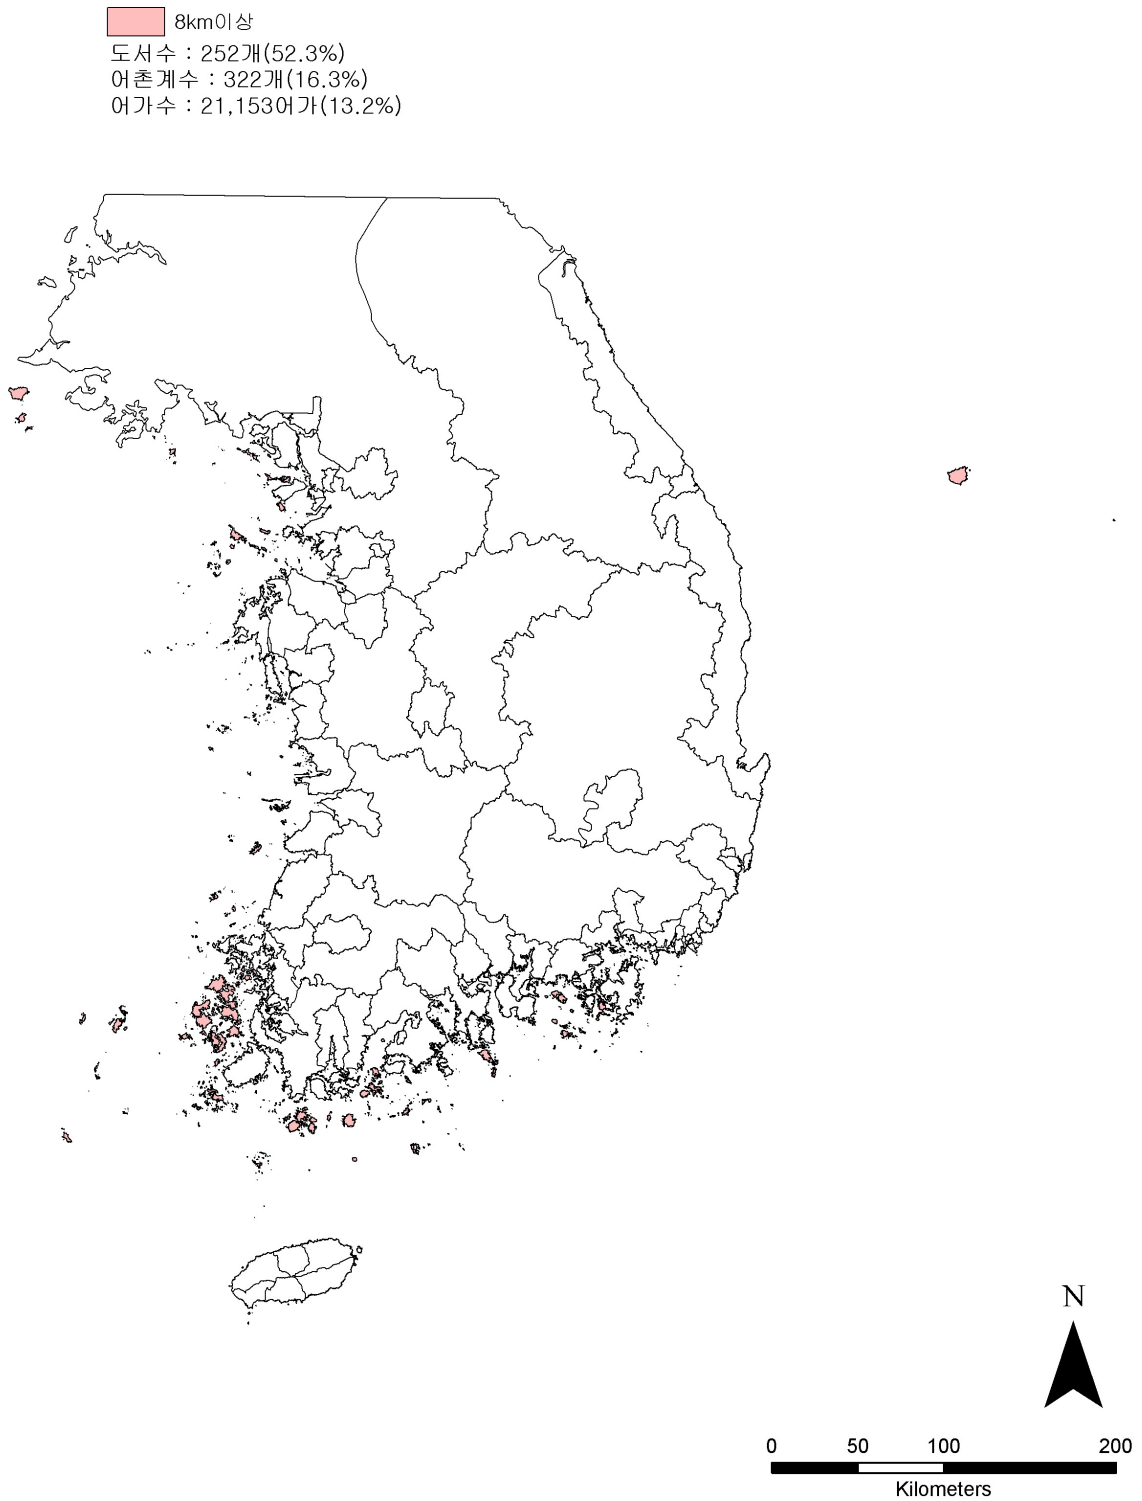 8km이상
도서수 : 252개(52.3%)
어촌계수 : 322개(16.3%)
어가수 : 21,153어가(13.2%)
N
0 50 100 200
Kilometers